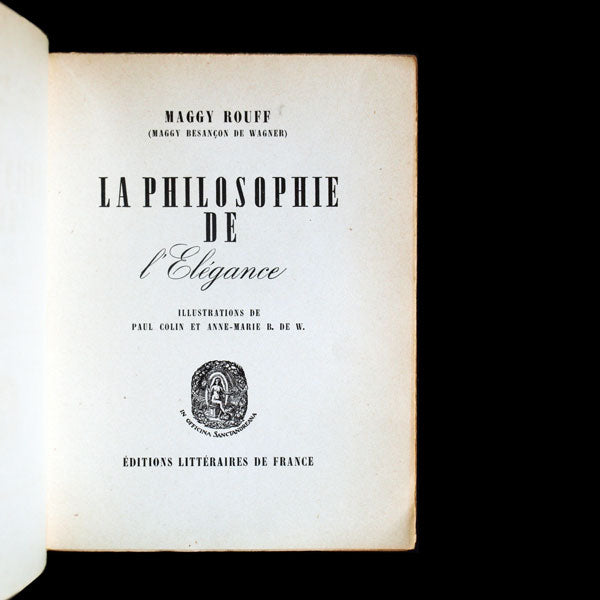 MAGGY ROUFF
(MAGGY BESANÇON DE WAGNER)
LA PHILOSOPHIE
DE
l'Elégance
ILLUSTRATIONS DE
PAUL COLIN ET ANNE-MARIE B. DE W.
IN OFFICINA SANCTANDREANA
ÉDITIONS LITTÉRAIRES DE FRANCE